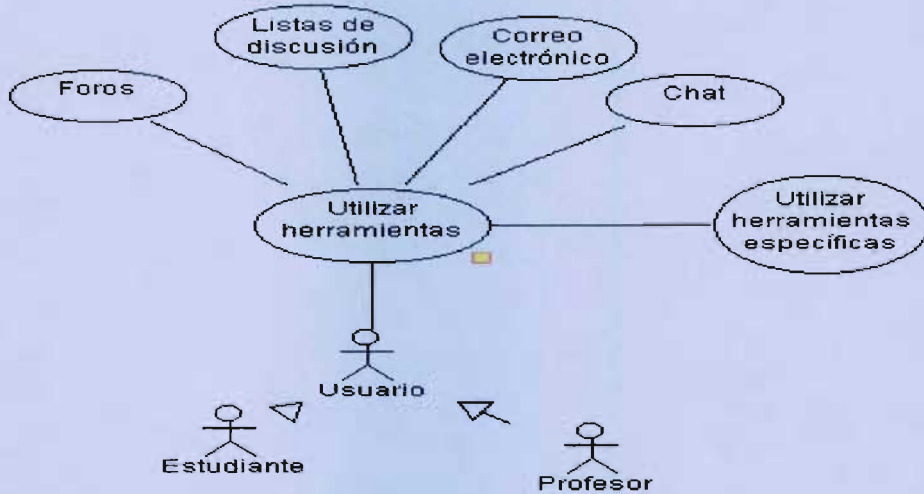 Listas de
discusión
Correo
electrónico
Foros
Chat
Utilizar
herramientas
Utilizar
herramientas
específicas
Usuario
Estudiante
Profesor